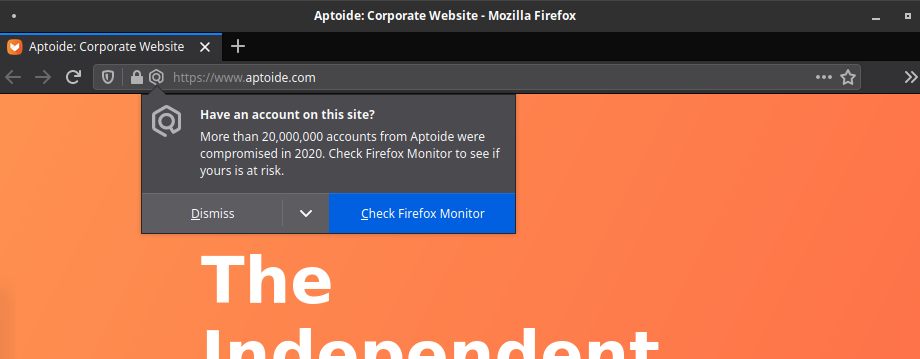 Aptoide: Corporate Website - Mozilla Firefox
Aptoide: Corporate Website
https://www.aptoide.com
Have an account on this site?
More than 20,000,000 accounts from Aptoide were
compromised in 2020. Check Firefox Monitor to see if
yours is at risk.
Dismiss
Check Firefox Monitor
The
Independent